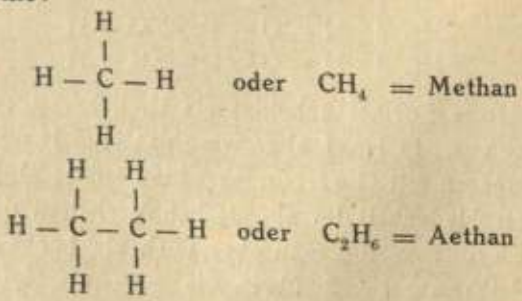 H
|
H – C – H oder CH₄ = Methan
|
H
H H
| |
H – C – C – H oder C₂H₆ = Aethan
| |
H H